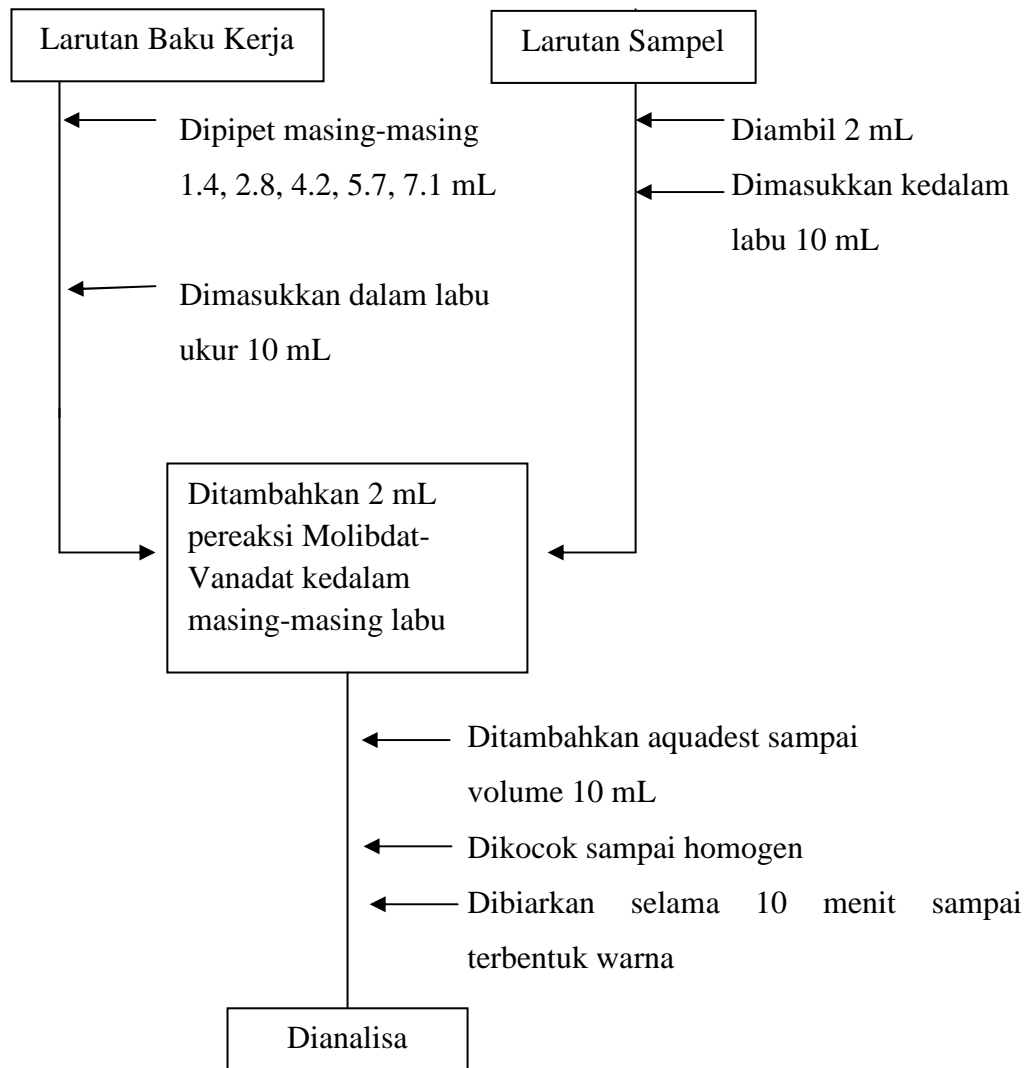 Larutan Baku Kerja
Larutan Sampel
Dipipet masing-masing
1.4, 2.8, 4.2, 5.7, 7.1 mL
Dimasukkan dalam labu
ukur 10 mL
Diambil 2 mL
Dimasukkan kedalam
labu 10 mL
Ditambahkan 2 mL
pereaksi Molibdat-
Vanadat kedalam
masing-masing labu
Ditambahkan aquadest sampai
volume 10 mL
Dikocok sampai homogen
Dibiarkan selama 10 menit sampai
terbentuk warna
Dianalisa